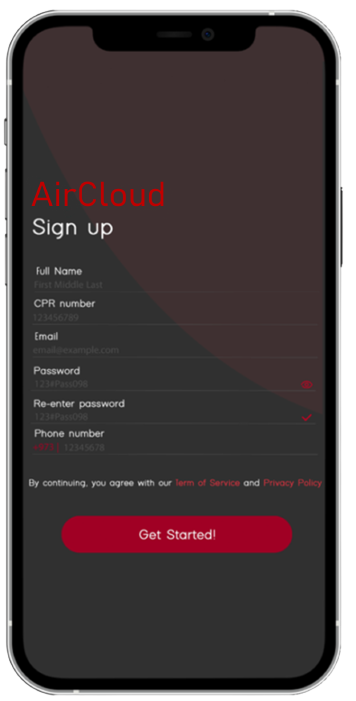 AirCloud
Sign up
Full Name
First Middle Last
CPR number
123456789
Email
email@example.com
Password
123#Pass098
Re-enter password
123#Pass098
Phone number
12345678
By continuing, you agree with our Term of Service and Privacy Policy
Get Started!